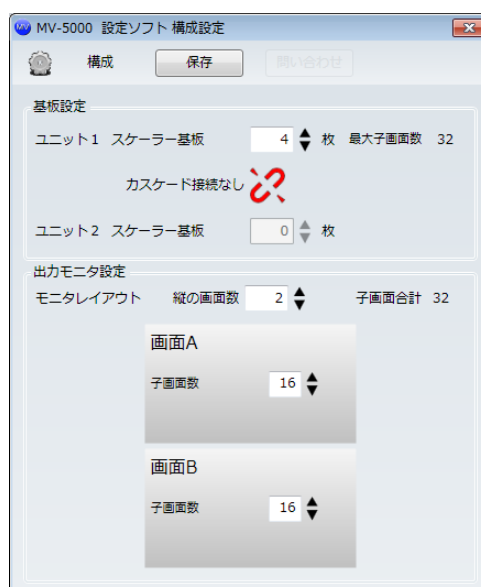 MV MV-5000 設定ソフト 構成設定
構成 保存 問い合わせ
基板設定
ユニット1 スケーラー基板 4 枚 最大子画面数 32
カスケード接続なし
ユニット2 スケーラー基板 0 枚
出力モニタ設定
モニタレイアウト 縦の画面数 2 子画面合計 32
画面A
子画面数 16
画面B
子画面数 16